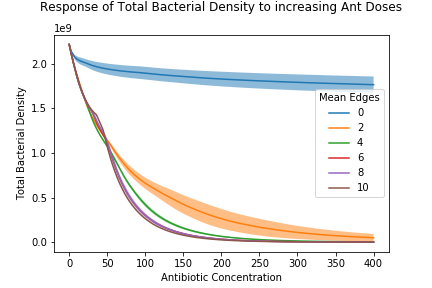 Response of Total Bacterial Density to increasing Ant Doses
1e9
2.0
1.5
1.0
0.5
0.0
Total Bacterial Density
Mean Edges
0
2
4
6
8
10
0 50 100 150 200 250 300 350 400
Antibiotic Concentration